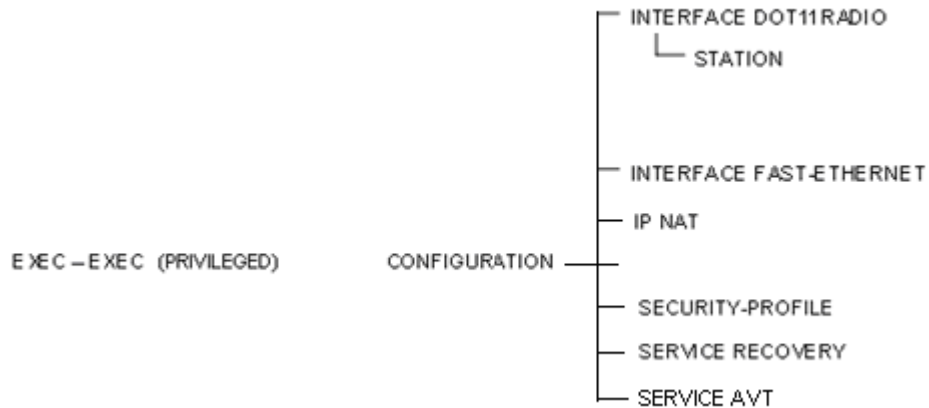 INTERFACE DOT11RADIO
STATION
INTERFACE FAST-ETHERNET
IP NAT
EXEC – EXEC (PRIVILEGED) CONFIGURATION
SECURITY-PROFILE
SERVICE RECOVERY
SERVICE AVT